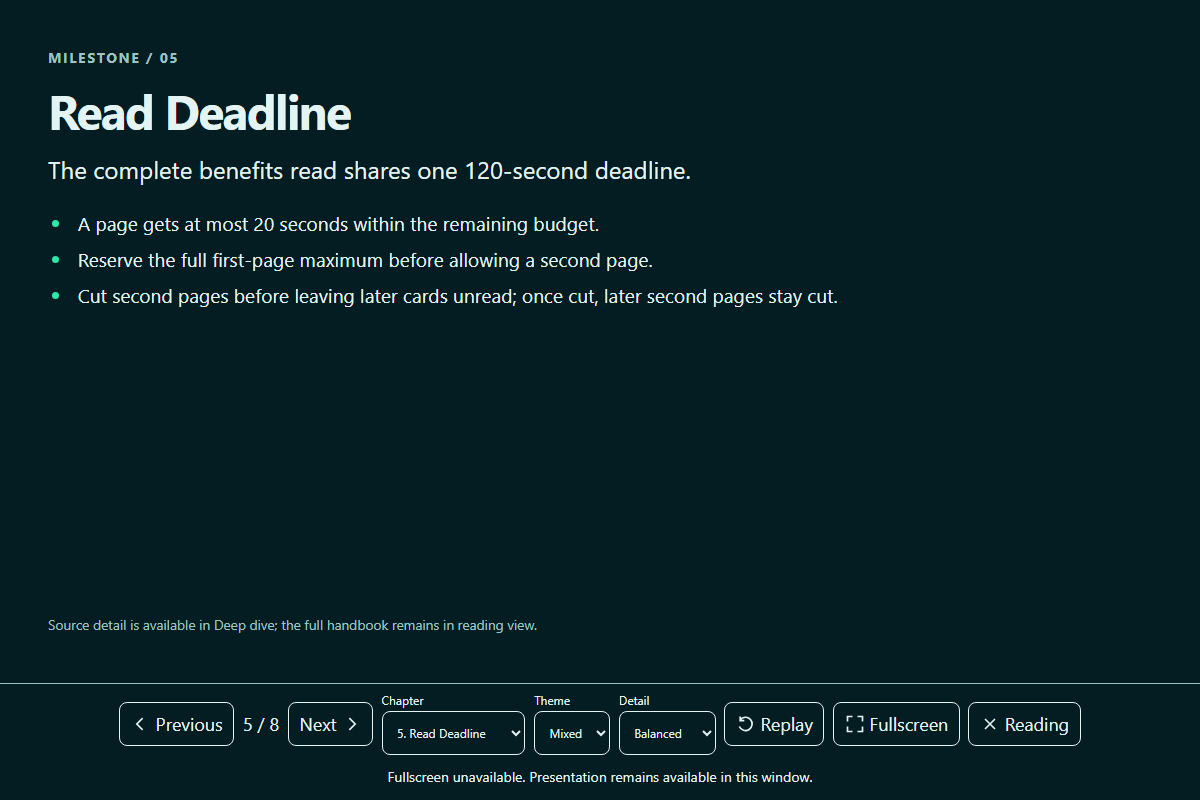 MILESTONE / 05
Read Deadline
The complete benefits read shares one 120-second deadline.
A page gets at most 20 seconds within the remaining budget.
Reserve the full first-page maximum before allowing a second page.
Cut second pages before leaving later cards unread; once cut, later second pages stay cut.
Source detail is available in Deep dive; the full handbook remains in reading view.
Previous
5 / 8
Next
Chapter
5. Read Deadline
Theme
Mixed
Detail
Balanced
Replay
Fullscreen
Reading
Fullscreen unavailable. Presentation remains available in this window.